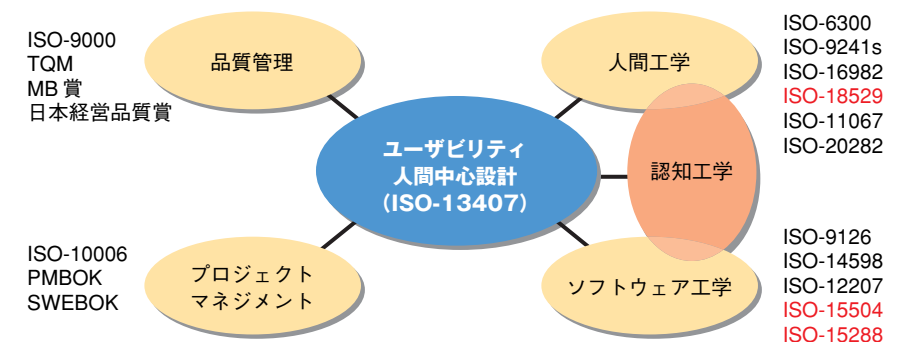 ISO-9000
TQM
MB 賞
日本経営品質賞
品質管理
人間工学
ISO-6300
ISO-9241s
ISO-16982
ISO-18529
ISO-11067
ISO-20282
ユーザビリティ
人間中心設計
(ISO-13407)
認知工学
ISO-10006
PMBOK
SWEBOK
プロジェクト
マネジメント
ソフトウェア工学
ISO-9126
ISO-14598
ISO-12207
ISO-15504
ISO-15288